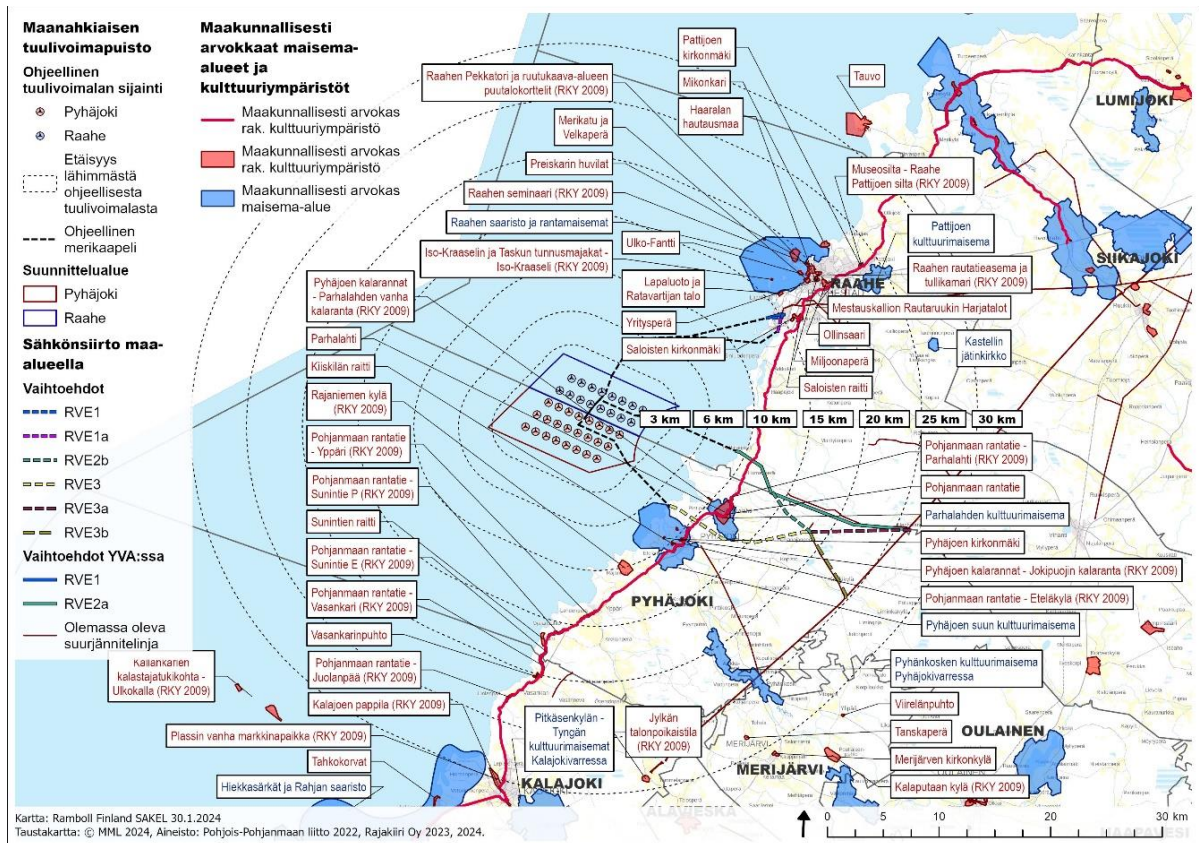 Maanahkiaisen
tuulivoimapuisto
Ohjeellinen
tuulivoimalan sijainti
Pyhäjoki
Raahe
Etäisyys
lähimmästä
ohjeellisesta
tuulivoimalasta
Ohjeellinen
merikaapeli
Suunnittelualue
Pyhäjoki
Raahe
Sähkönsiirto maa-
alueella
Vaihtoehdot
RVE1
RVE1a
RVE2b
RVE3
RVE3a
RVE3b
Vaihtoehdot YVA:ssa
RVE1
RVE2a
Olemassa oleva
suurjännitelinja
Maakunnallisesti
arvokkaat maisema-
alueet ja
kulttuuriympäristöt
Maakunnallisesti arvokas
rak. kulttuuriympäristö
Maakunnallisesti arvokas
rak. kulttuuriympäristö
Maakunnallisesti arvokas
maisema-alue
Pattijoen
kirkonmäki
Mikonkari
Haaralan
hautausmaa
Tauvo
LUMIJOKI
Raahen Pekkatori ja ruutukaava-alueen
puutalokorttelit (RKY 2009)
Merikatu ja
Velkaperä
Preiskarin huvilat
Raahen seminaari (RKY 2009)
Raahen saaristo ja rantamaisemat
Iso-Kraaselin ja Taskun tunnusmajakat -
Iso-Kraaseli (RKY 2009)
Museosilta - Raahe
Pattijoen silta (RKY 2009)
Pattijoen
kulttuurimaisema
SIIKAJOKI
Raahen rautatieasema ja
tullikamari (RKY 2009)
Ulko-Fantti
Lapaluoto ja
Ratavartijan talo
Yritysperä
Saloisten kirkonmäki
RAAHE
Mestauskallion Rautaruukin Harjatalot
Ollinsaari
Miljoonaperä
Saloisten raitti
Kastellin
jätinkirkko
3 km
6 km
10 km
15 km
20 km
25 km
30 km
Pyhäjoen kalarannat
- Parhalahden vanha
kalaranta (RKY 2009)
Parhalahti
Kiiskilän raitti
Rajaniemen kylä
(RKY 2009)
Pohjanmaan rantatie
- Yppäri (RKY 2009)
Pohjanmaan rantatie -
Sunintie P (RKY 2009)
Sunintien raitti
Pohjanmaan rantatie -
Sunintie E (RKY 2009)
Pohjanmaan rantatie -
Vasankari (RKY 2009)
Vasankarinpuhto
Pohjanmaan rantatie -
Juolanpää (RKY 2009)
Kalajoen pappila (RKY 2009)
Kallankarien
kalastajatukikohta -
Ulkokalla (RKY 2009)
Plassin vanha markkinapaikka (RKY 2009)
Tahkokorvat
Hiekkasärkät ja Rahjan saaristo
Pohjanmaan rantatie -
Parhalahti (RKY 2009)
Pohjanmaan rantatie
Parhalahden kulttuurimaisema
Pyhäjoen kirkonmäki
Pyhäjoen kalarannat - Jokipuojin kalaranta (RKY 2009)
Pohjanmaan rantatie - Eteläkylä (RKY 2009)
Pyhäjoen suun kulttuurimaisema
PYHÄJOKI
Pyhänkosken kulttuurimaisema
Pyhäjokivarressa
Viirelänpuhto
Tanskaperä
Merijärven kirkonkylä
Kalaputaan kylä (RKY 2009)
OULAINEN
MERIJÄRVI
Pitkäsenkylän -
Tyngän
kulttuurimaisemat
Kalajokivarressa
Jylkän
talonpoikaistila
(RKY 2009)
KALAJOKI
ALAVIESKA
HAAPAVESI
Kartta: Ramboll Finland SAKEL 30.1.2024
Taustakartta: © MML 2024, Aineisto: Pohjois-Pohjanmaan liitto 2022, Rajakiiri Oy 2023, 2024.
0 5 10 15 20 30 km